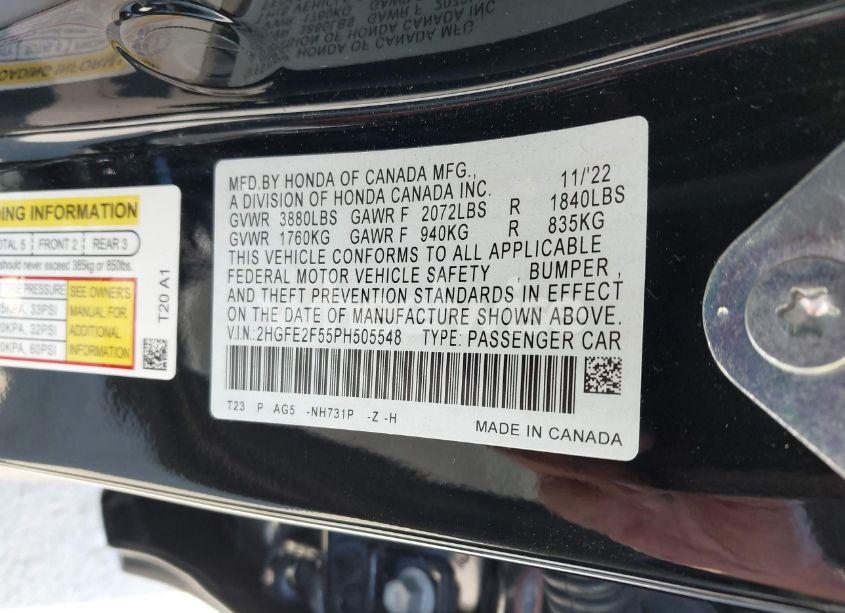 MFD.BY HONDA OF CANADA MFG., 11/'22
A DIVISION OF HONDA CANADA INC.
GVWR 3880LBS GAWR F 2072LBS R 1840LBS
GVWR 1760KG GAWR F 940KG R 835KG
THIS VEHICLE CONFORMS TO ALL APPLICABLE
FEDERAL MOTOR VEHICLE SAFETY , BUMPER ,
AND THEFT PREVENTION STANDARDS IN EFFECT
ON THE DATE OF MANUFACTURE SHOWN ABOVE.
V.I.N: 2HGFE2F55PH505548 TYPE: PASSENGER CAR
T23 P AG5 -NH731P -Z -H
MADE IN CANADA
INFORMATION
TOTAL 5 FRONT 2 REAR 3
should never exceed 385kg or 850lbs.
PRESSURE SEE OWNER'S
33PSI MANUAL FOR
32PSI ADDITIONAL
60PSI INFORMATION
T20 A1